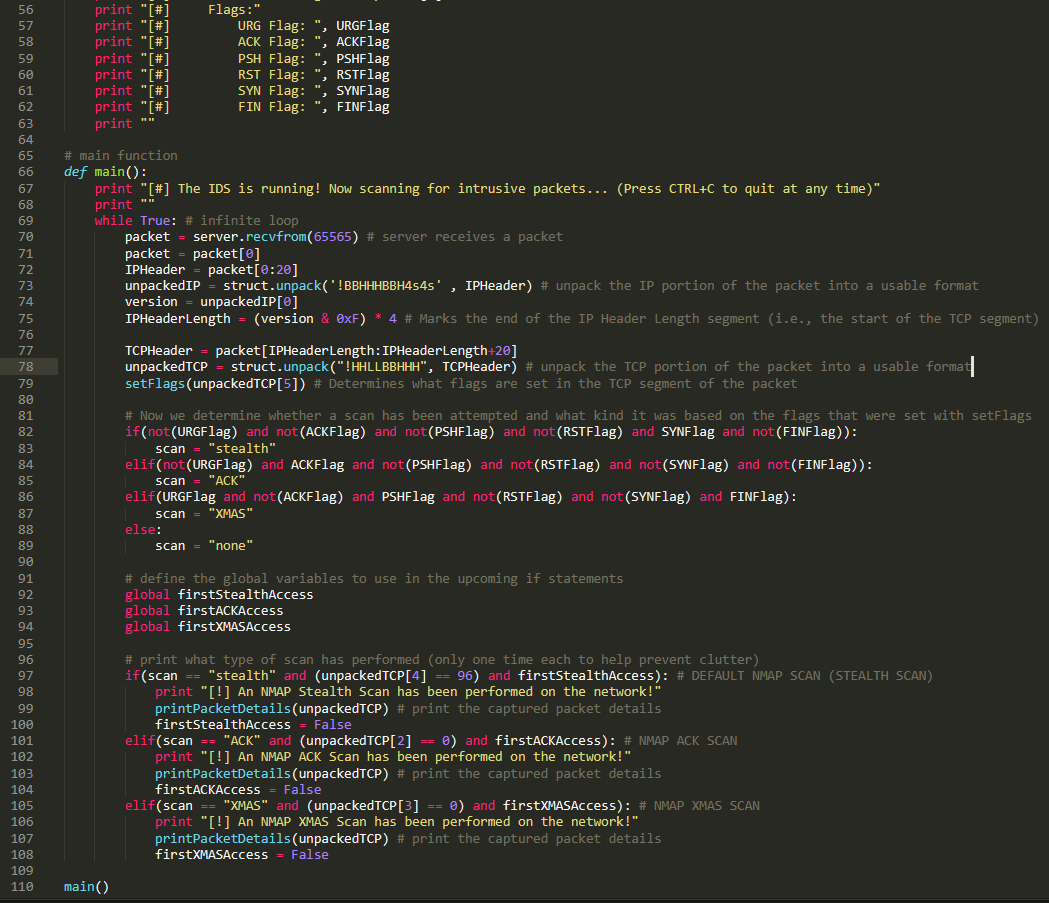 56 print "[#]     Flags:"
57 print "[#]         URG Flag: ", URGFlag
58 print "[#]         ACK Flag: ", ACKFlag
59 print "[#]         PSH Flag: ", PSHFlag
60 print "[#]         RST Flag: ", RSTFlag
61 print "[#]         SYN Flag: ", SYNFlag
62 print "[#]         FIN Flag: ", FINFlag
63 print ""
64
65 # main function
66 def main():
67     print "[#] The IDS is running! Now scanning for intrusive packets... (Press CTRL+C to quit at any time)"
68     print ""
69     while True: # infinite loop
70         packet = server.recvfrom(65565) # server receives a packet
71         packet = packet[0]
72         IPHeader = packet[0:20]
73         unpackedIP = struct.unpack('!BBHHHBBH4s4s' , IPHeader) # unpack the IP portion of the packet into a usable format
74         version = unpackedIP[0]
75         IPHeaderLength = (version & 0xF) * 4 # Marks the end of the IP Header Length segment (i.e., the start of the TCP segment)
76
77         TCPHeader = packet[IPHeaderLength:IPHeaderLength+20]
78         unpackedTCP = struct.unpack("!HHLLBBHHH", TCPHeader) # unpack the TCP portion of the packet into a usable format
79         setFlags(unpackedTCP[5]) # Determines what flags are set in the TCP segment of the packet
80
81         # Now we determine whether a scan has been attempted and what kind it was based on the flags that were set with setFlags
82         if(not(URGFlag) and not(ACKFlag) and not(PSHFlag) and not(RSTFlag) and SYNFlag and not(FINFlag)):
83             scan = "stealth"
84         elif(not(URGFlag) and ACKFlag and not(PSHFlag) and not(RSTFlag) and not(SYNFlag) and not(FINFlag)):
85             scan = "ACK"
86         elif(URGFlag and not(ACKFlag) and PSHFlag and not(RSTFlag) and not(SYNFlag) and FINFlag):
87             scan = "XMAS"
88         else:
89             scan = "none"
90
91         # define the global variables to use in the upcoming if statements
92         global firstStealthAccess
93         global firstACKAccess
94         global firstXMASAccess
95
96         # print what type of scan has performed (only one time each to help prevent clutter)
97         if(scan == "stealth" and (unpackedTCP[4] == 96) and firstStealthAccess): # DEFAULT NMAP SCAN (STEALTH SCAN)
98             print "[!] An NMAP Stealth Scan has been performed on the network!"
99             printPacketDetails(unpackedTCP) # print the captured packet details
100             firstStealthAccess = False
101         elif(scan == "ACK" and (unpackedTCP[2] == 0) and firstACKAccess): # NMAP ACK SCAN
102             print "[!] An NMAP ACK Scan has been performed on the network!"
103             printPacketDetails(unpackedTCP) # print the captured packet details
104             firstACKAccess = False
105         elif(scan == "XMAS" and (unpackedTCP[3] == 0) and firstXMASAccess): # NMAP XMAS SCAN
106             print "[!] An NMAP XMAS Scan has been performed on the network!"
107             printPacketDetails(unpackedTCP) # print the captured packet details
108             firstXMASAccess = False
109
110 main()